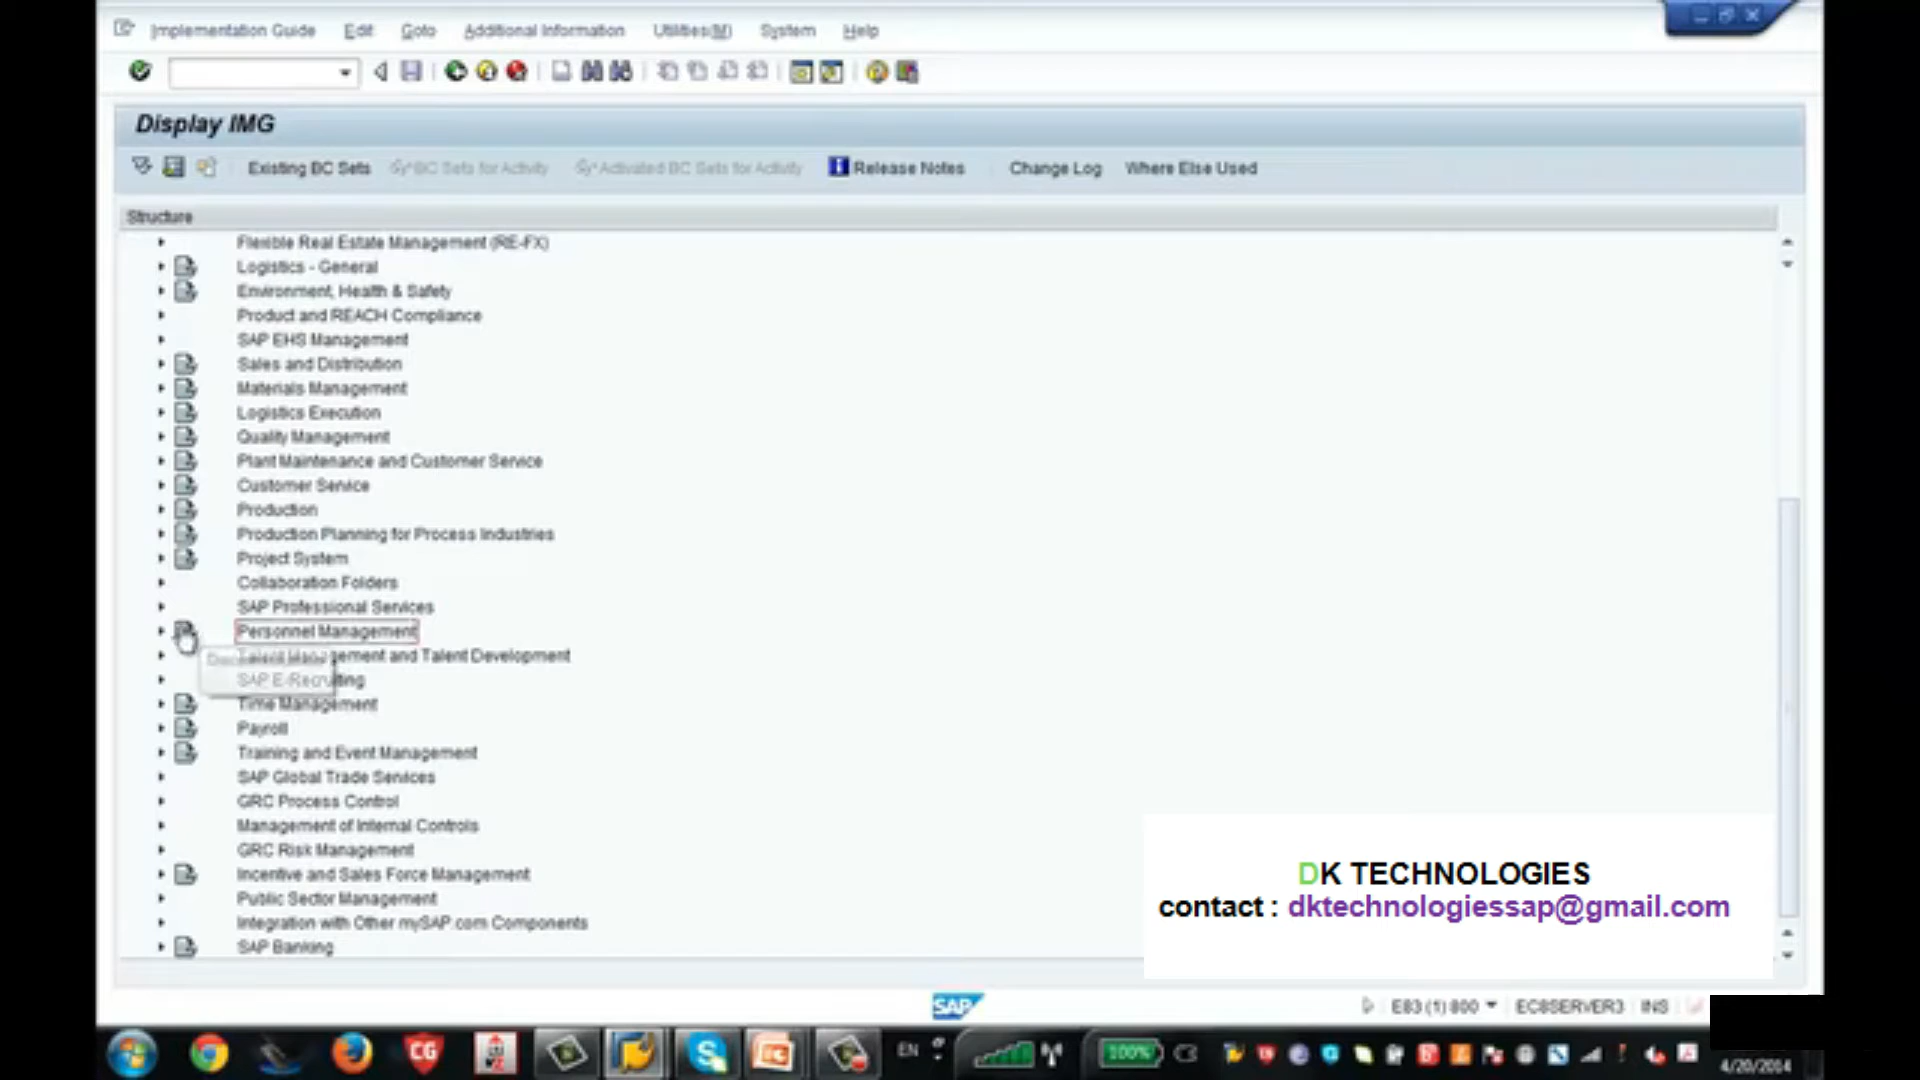 Implementation Guide Edit Goto Additional Information Utilities(M) System Help
Display IMG
Existing BC Sets BC Sets for Activity Activated BC Sets for Activity Release Notes Change Log Where Else Used
Structure
Flexible Real Estate Management (RE-FX)
Logistics - General
Environment, Health & Safety
Product and REACH Compliance
SAP EHS Management
Sales and Distribution
Materials Management
Logistics Execution
Quality Management
Plant Maintenance and Customer Service
Customer Service
Production
Production Planning for Process Industries
Project System
Collaboration Folders
SAP Professional Services
Personnel Management
Talent Management and Talent Development
SAP E-Recruiting
Time Management
Payroll
Training and Event Management
SAP Global Trade Services
GRC Process Control
Management of Internal Controls
GRC Risk Management
Incentive and Sales Force Management
Public Sector Management
Integration with Other mySAP.com Components
SAP Banking
DK TECHNOLOGIES
contact : dktechnologiessap@gmail.com
SAP E83 (1) 800 EC8SERVER3 INS
CG EN 100%
4/20/2014